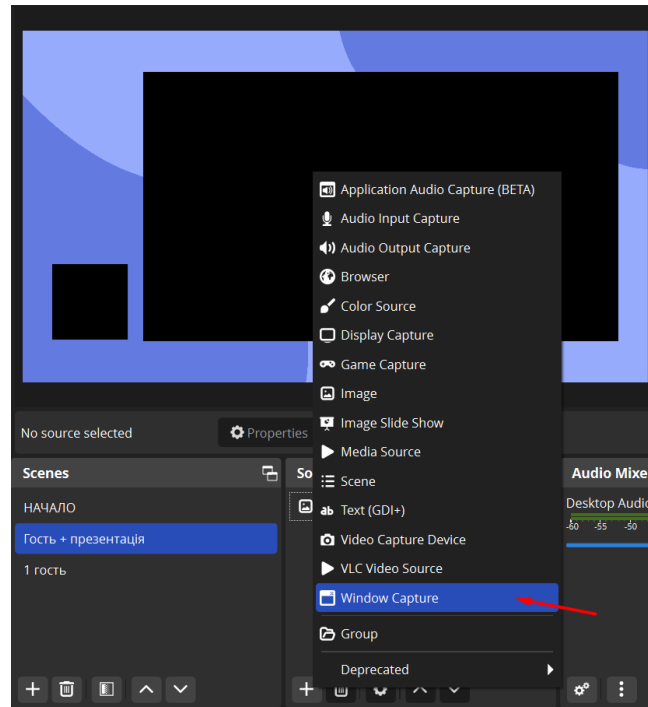 Application Audio Capture (BETA)
Audio Input Capture
Audio Output Capture
Browser
Color Source
Display Capture
Game Capture
Image
Image Slide Show
Media Source
Scene
ab Text (GDI+)
Video Capture Device
VLC Video Source
Window Capture
Group
Deprecated
No source selected
Properties
Scenes
НАЧАЛО
Гость + презентація
1 гость
So
Audio Mixe
Desktop Audio
-60 -55 -50